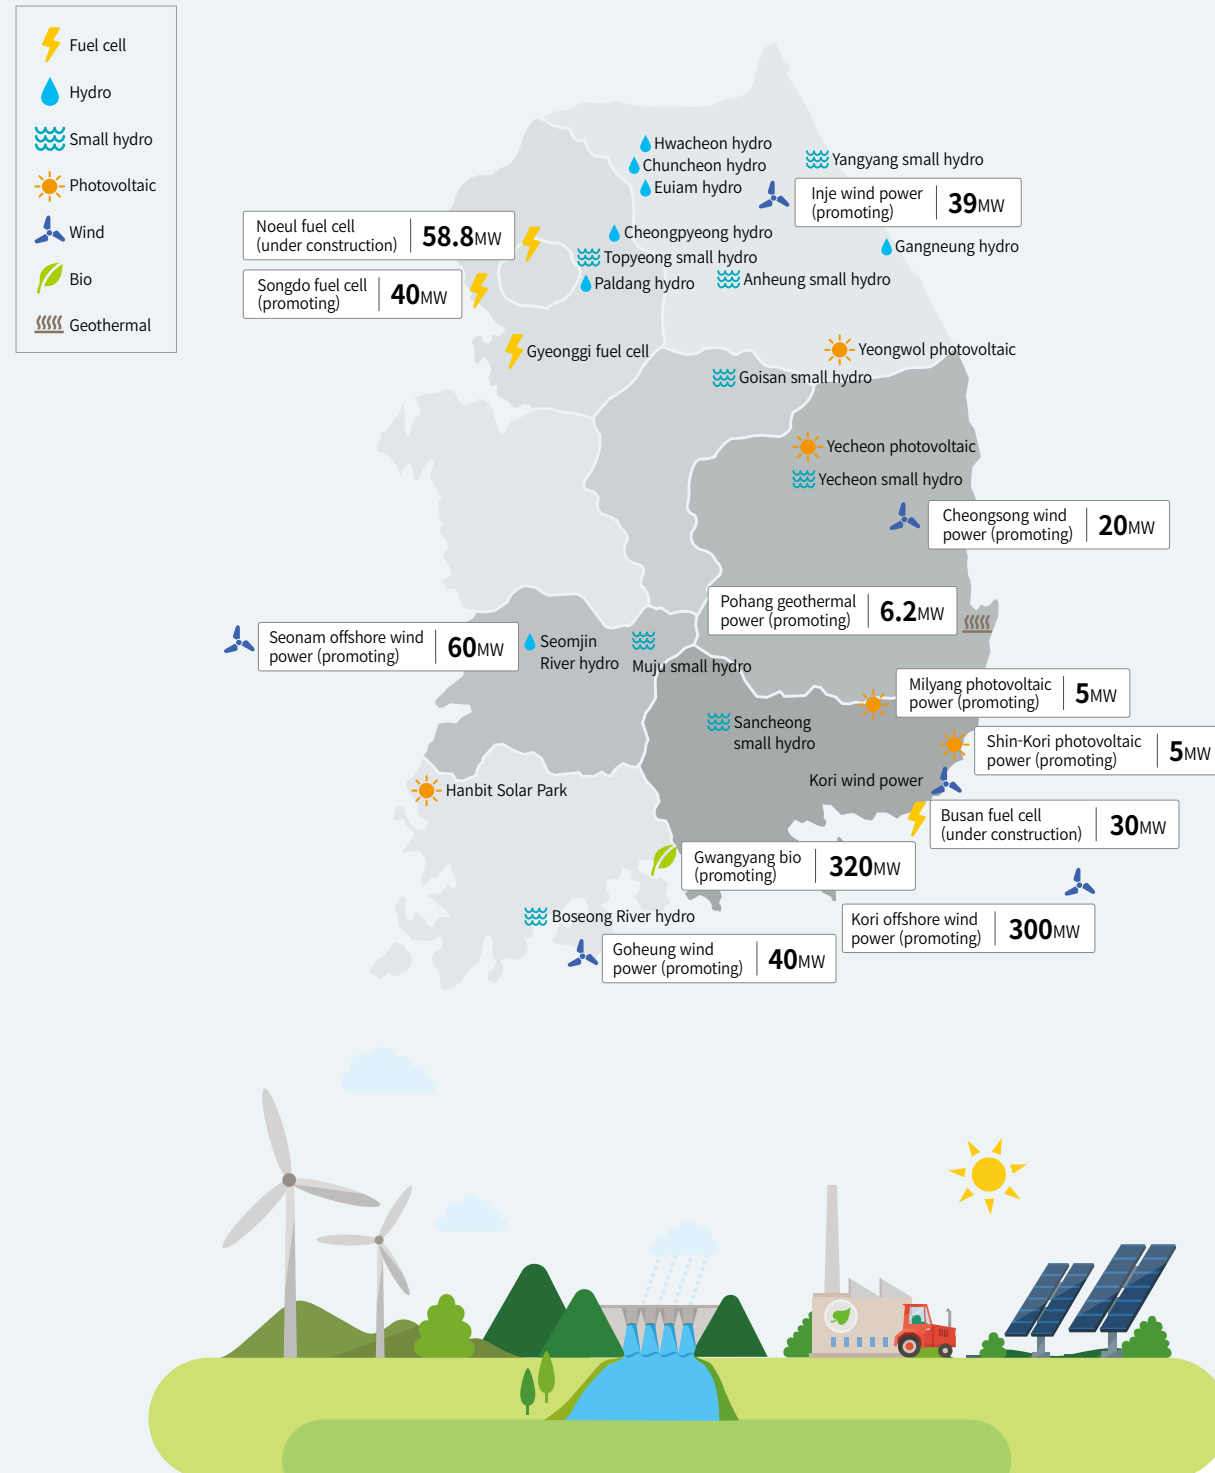 Fuel cell
Hydro
Small hydro
Photovoltaic
Wind
Bio
Geothermal
Hwacheon hydro
Chuncheon hydro
Euiam hydro
Yangyang small hydro
Inje wind power
(promoting)
39MW
Noeul fuel cell
(under construction)
58.8MW
Cheongpyeong hydro
Gangneung hydro
Topyeong small hydro
Songdo fuel cell
(promoting)
40MW
Paldang hydro
Anheung small hydro
Gyeonggi fuel cell
Yeongwol photovoltaic
Goisan small hydro
Yecheon photovoltaic
Yecheon small hydro
Cheongsong wind
power (promoting)
20MW
Pohang geothermal
power (promoting)
6.2MW
Seonam offshore wind
power (promoting)
60MW
Seomjin
River hydro
Muju small hydro
Milyang photovoltaic
power (promoting)
5MW
Sancheong
small hydro
Shin-Kori photovoltaic
power (promoting)
5MW
Kori wind power
Hanbit Solar Park
Busan fuel cell
(under construction)
30MW
Gwangyang bio
(promoting)
320MW
Boseong River hydro
Kori offshore wind
power (promoting)
300MW
Goheung wind
power (promoting)
40MW